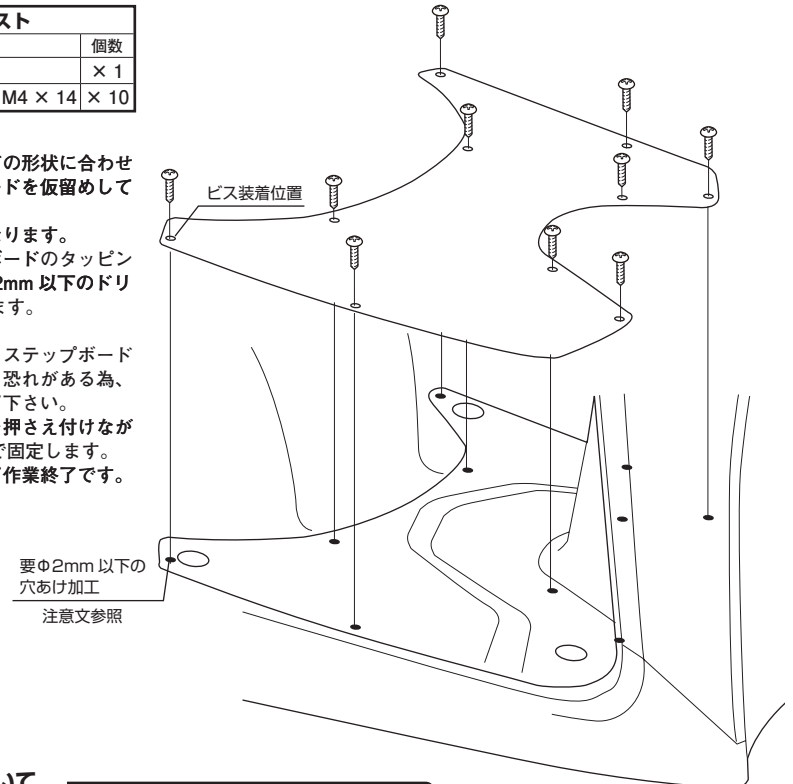 スト
個数
× 1
M4 × 14 × 10
の形状に合わせ
ドを仮留めして
ります。
ボードのタッピン
2mm 以下のドリ
ます。
ステップボード
恐れがある為、
下さい。
押さえ付けなが
で固定します。
作業終了です。
ビス装着位置
要Φ2mm 以下の
穴あけ加工
注意文参照
いて